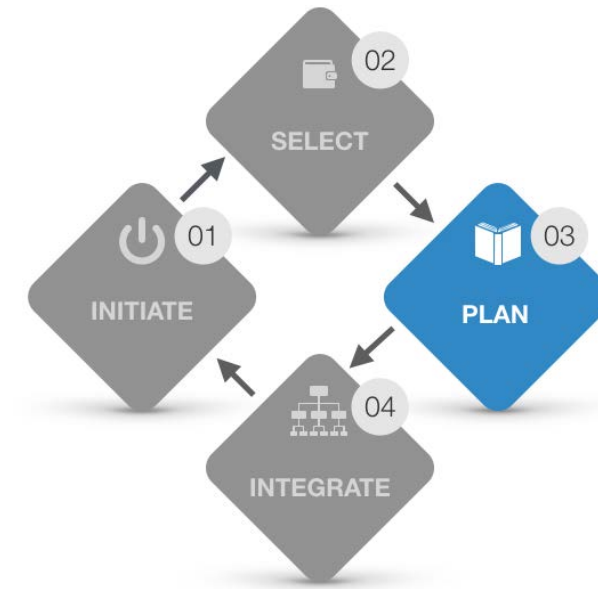 02
SELECT
01
INITIATE
03
PLAN
04
INTEGRATE